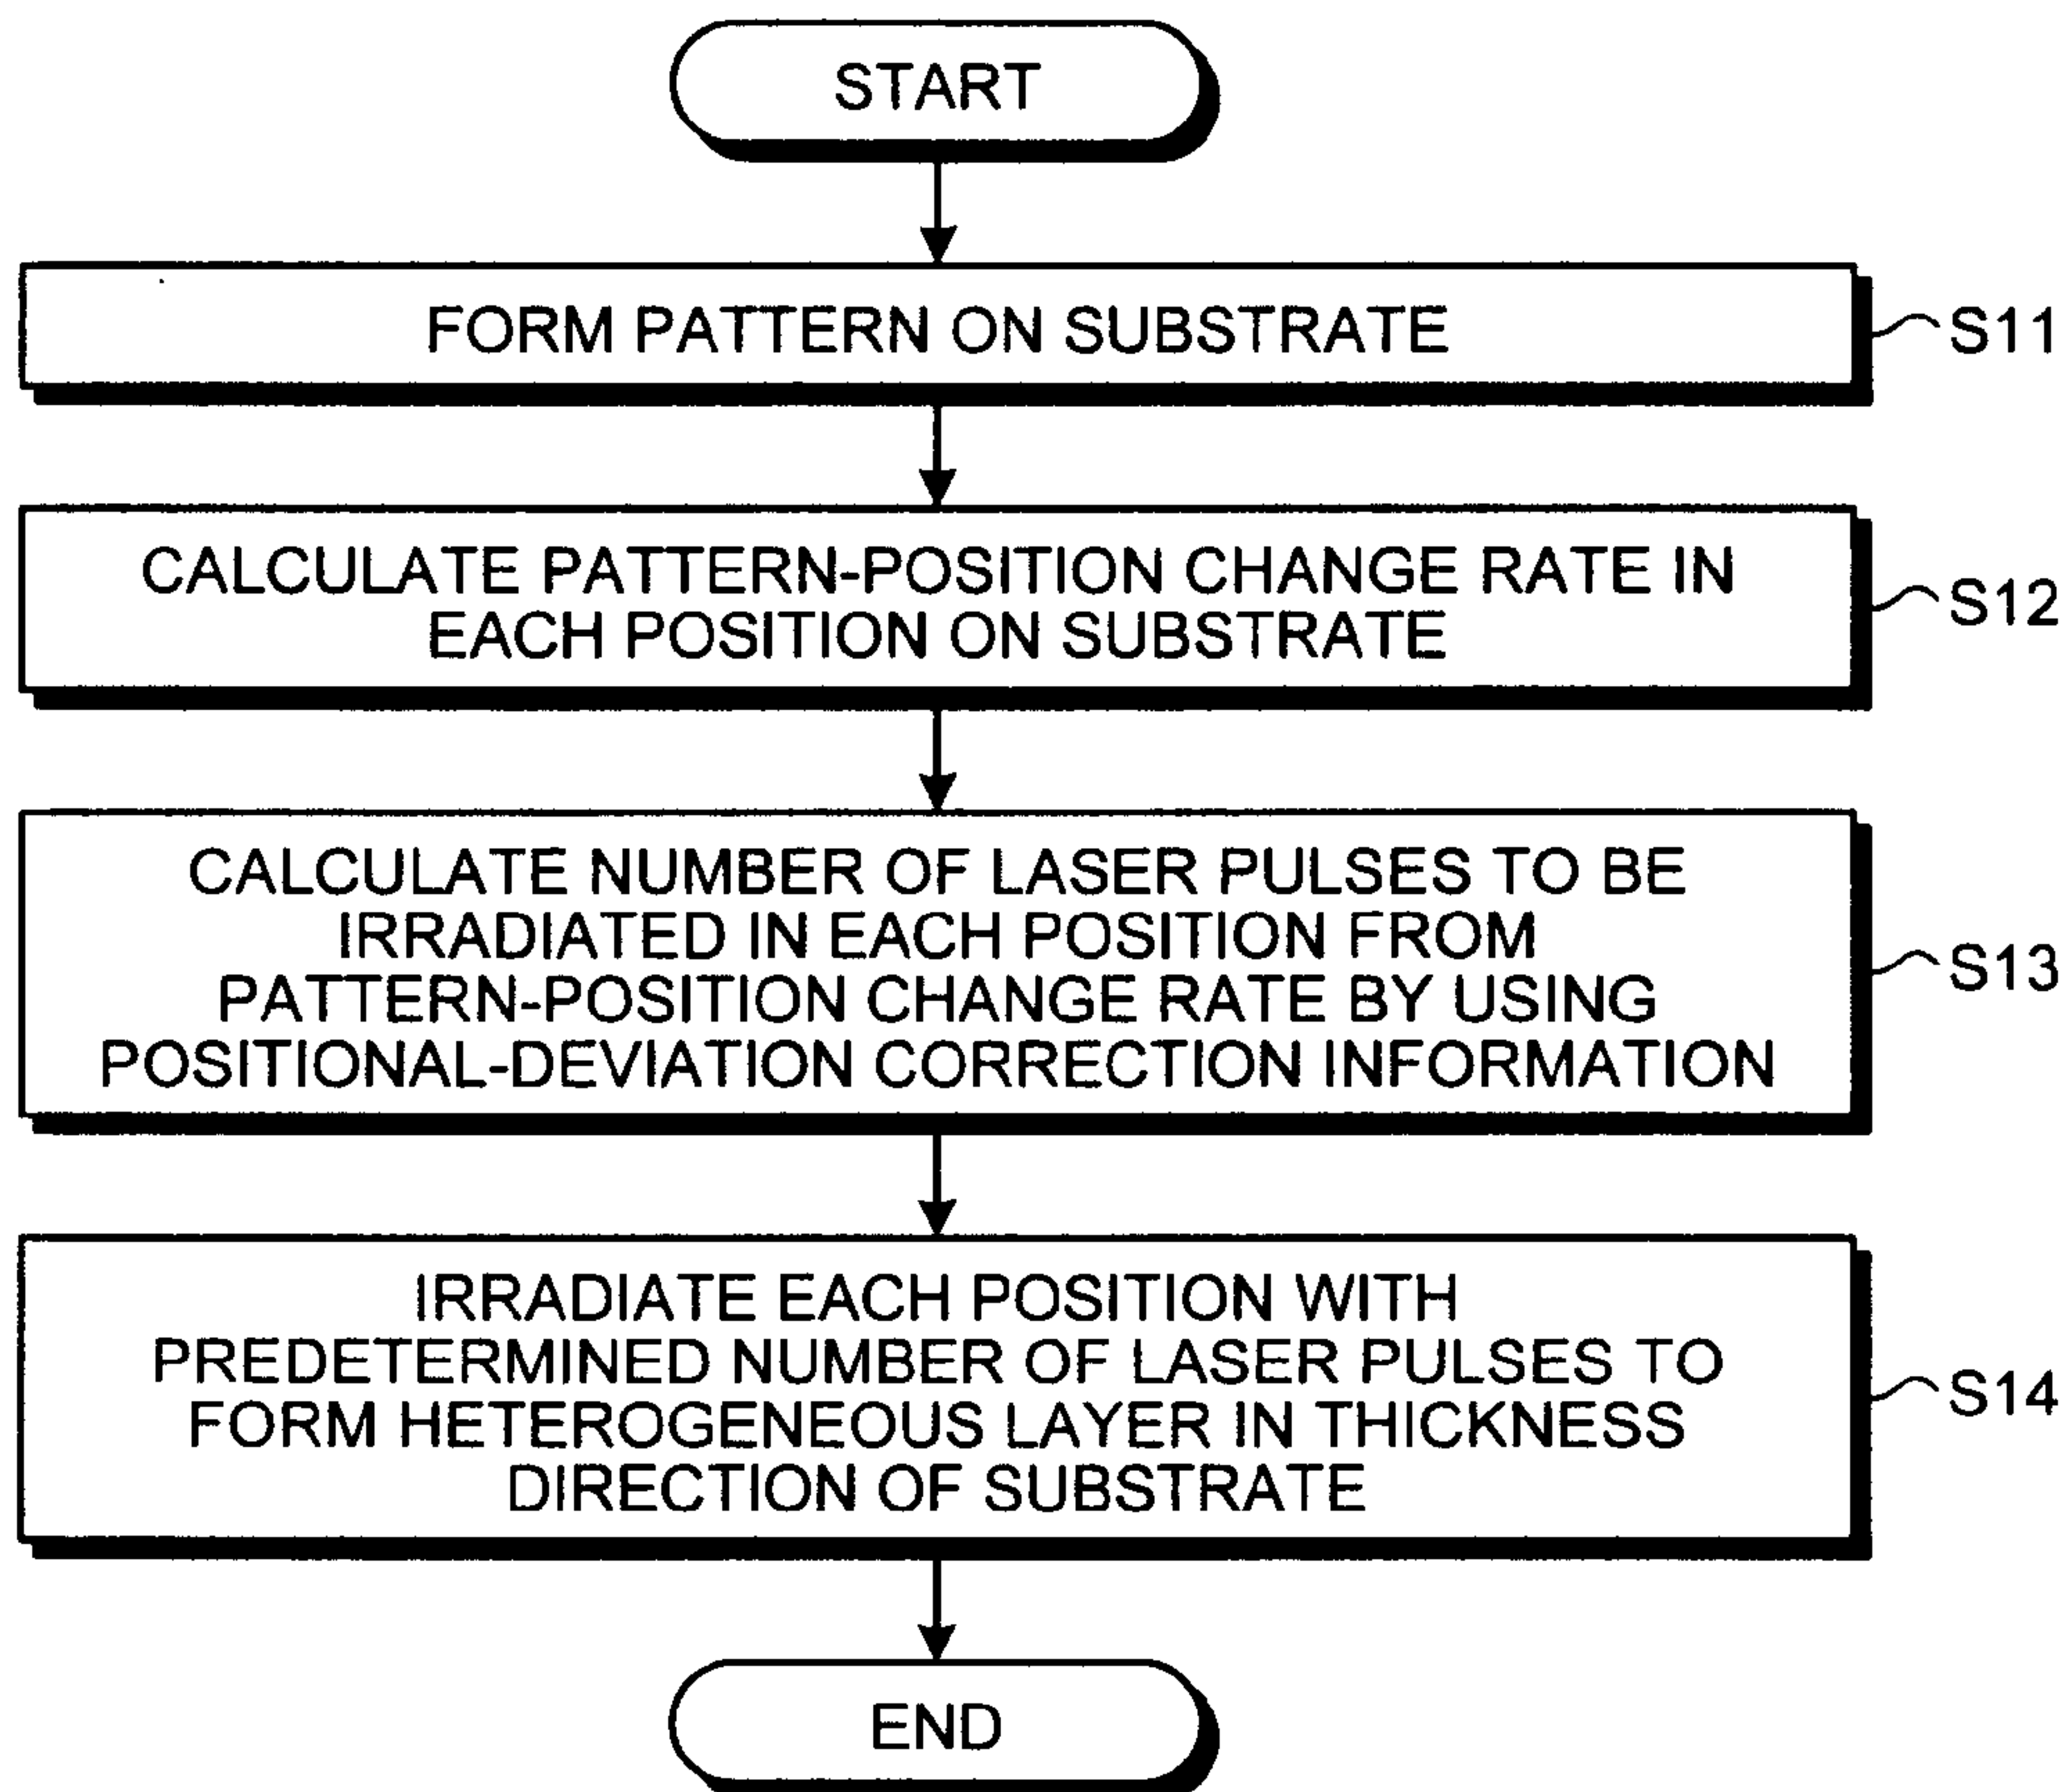 START
FORM PATTERN ON SUBSTRATE
S11
CALCULATE PATTERN-POSITION CHANGE RATE IN
EACH POSITION ON SUBSTRATE
S12
CALCULATE NUMBER OF LASER PULSES TO BE
IRRADIATED IN EACH POSITION FROM
PATTERN-POSITION CHANGE RATE BY USING
POSITIONAL-DEVIATION CORRECTION INFORMATION
S13
IRRADIATE EACH POSITION WITH
PREDETERMINED NUMBER OF LASER PULSES TO
FORM HETEROGENEOUS LAYER IN THICKNESS
DIRECTION OF SUBSTRATE
S14
END